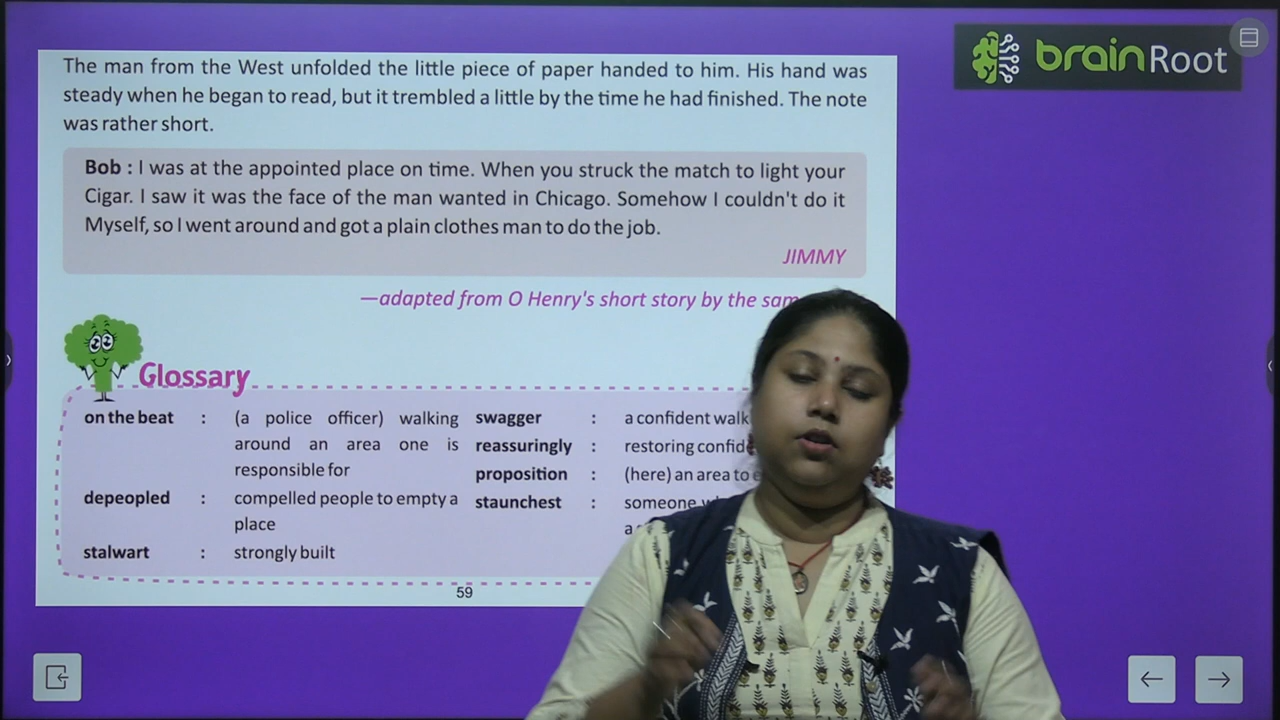 brainRoot
The man from the West unfolded the little piece of paper handed to him. His hand was
steady when he began to read, but it trembled a little by the time he had finished. The note
was rather short.
Bob : I was at the appointed place on time. When you struck the match to light your
Cigar. I saw it was the face of the man wanted in Chicago. Somehow I couldn't do it
Myself, so I went around and got a plain clothes man to do the job.
JIMMY
—adapted from O Henry's short story by the
Glossary
on the beat : (a police officer) walking
around an area one is
responsible for
depeopled : compelled people to empty a
place
stalwart : strongly built
swagger : a confident walk
reassuringly : restoring
proposition : (here) an area to
staunchest : someone
59